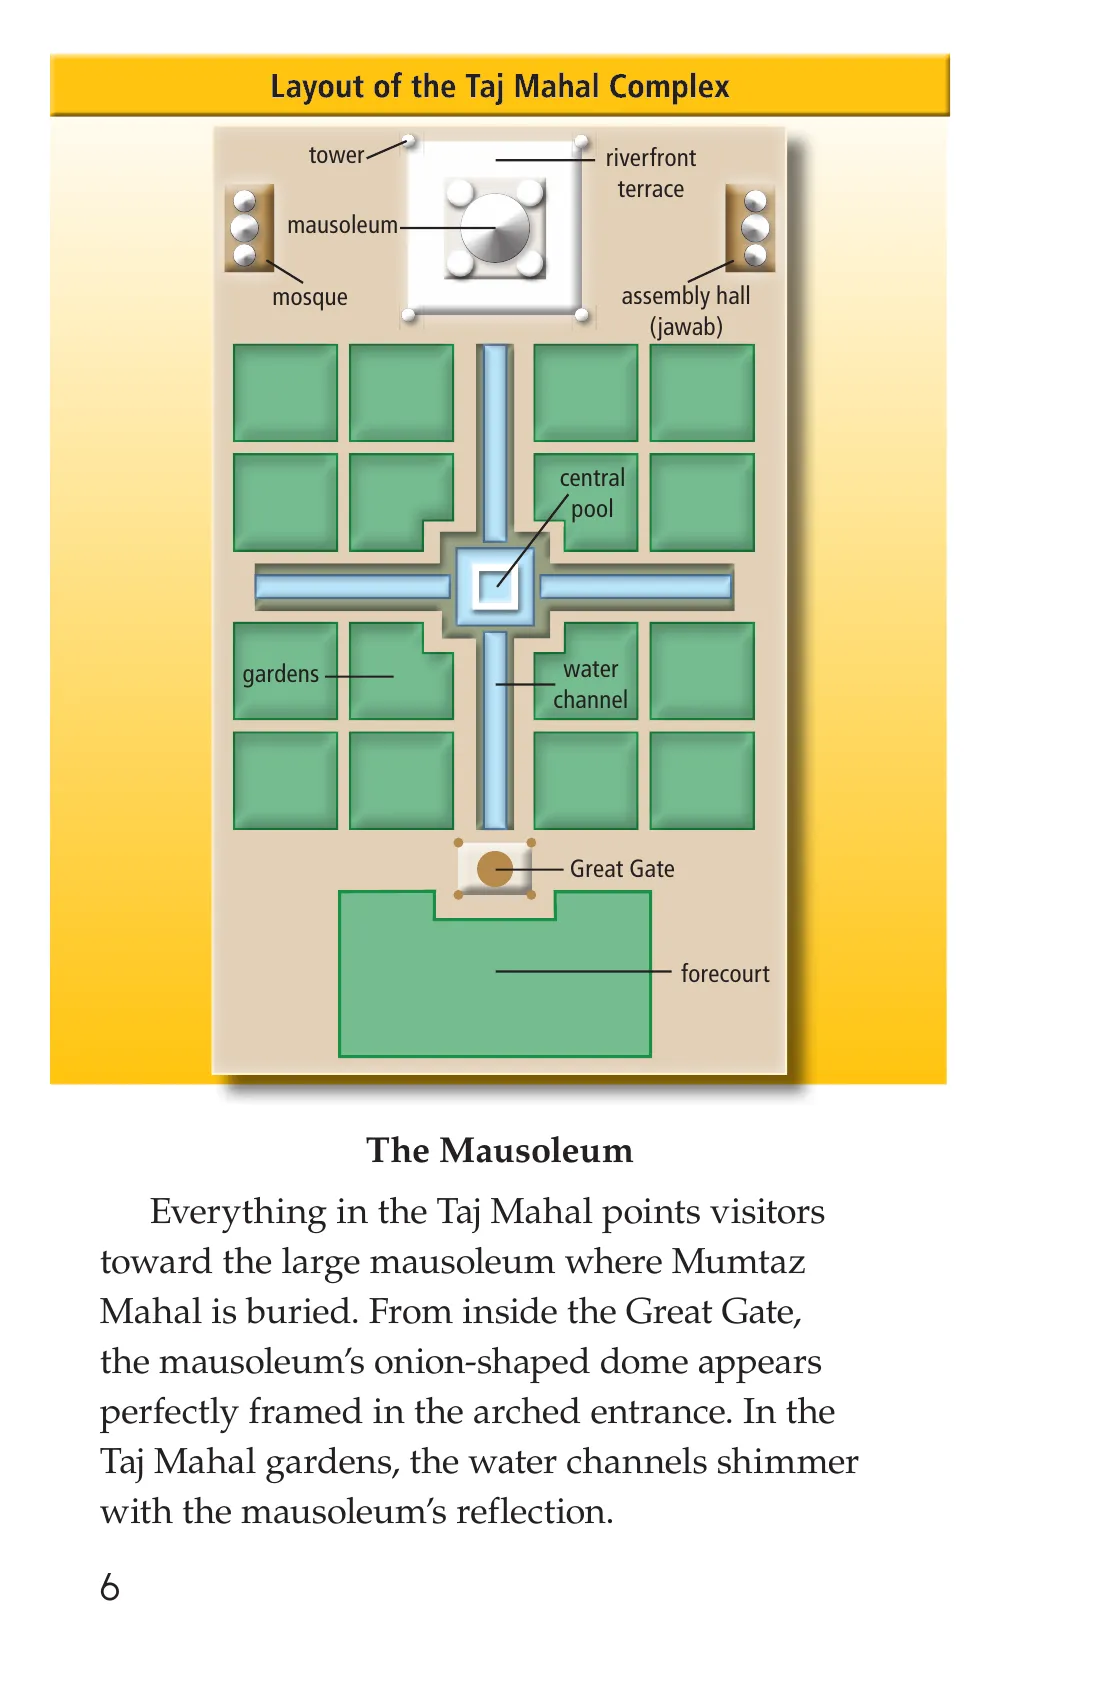 Layout of the Taj Mahal Complex
tower
riverfront
terrace
mausoleum
mosque
assembly hall
(jawab)
central
pool
gardens
water
channel
Great Gate
forecourt
The Mausoleum
Everything in the Taj Mahal points visitors
toward the large mausoleum where Mumtaz
Mahal is buried. From inside the Great Gate,
the mausoleum’s onion-shaped dome appears
perfectly framed in the arched entrance. In the
Taj Mahal gardens, the water channels shimmer
with the mausoleum’s reflection.
6